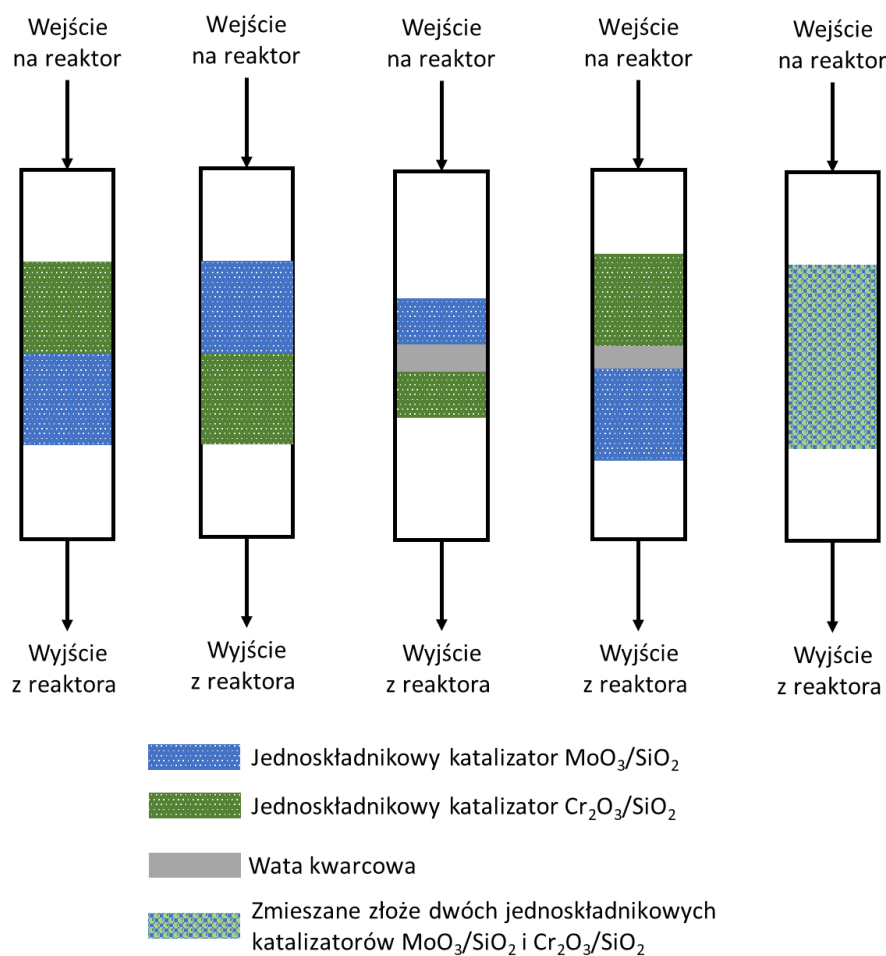 Wejście
na reaktor
Wejście
na reaktor
Wejście
na reaktor
Wejście
na reaktor
Wejście
na reaktor
Wyjście
z reaktora
Wyjście
z reaktora
Wyjście
z reaktora
Wyjście
z reaktora
Wyjście
z reaktora
Jednoskładnikowy katalizator MoO₃/SiO₂
Jednoskładnikowy katalizator Cr₂O₃/SiO₂
Wata kwarcowa
Zmieszane złoże dwóch jednoskładnikowych
katalizatorów MoO₃/SiO₂ i Cr₂O₃/SiO₂